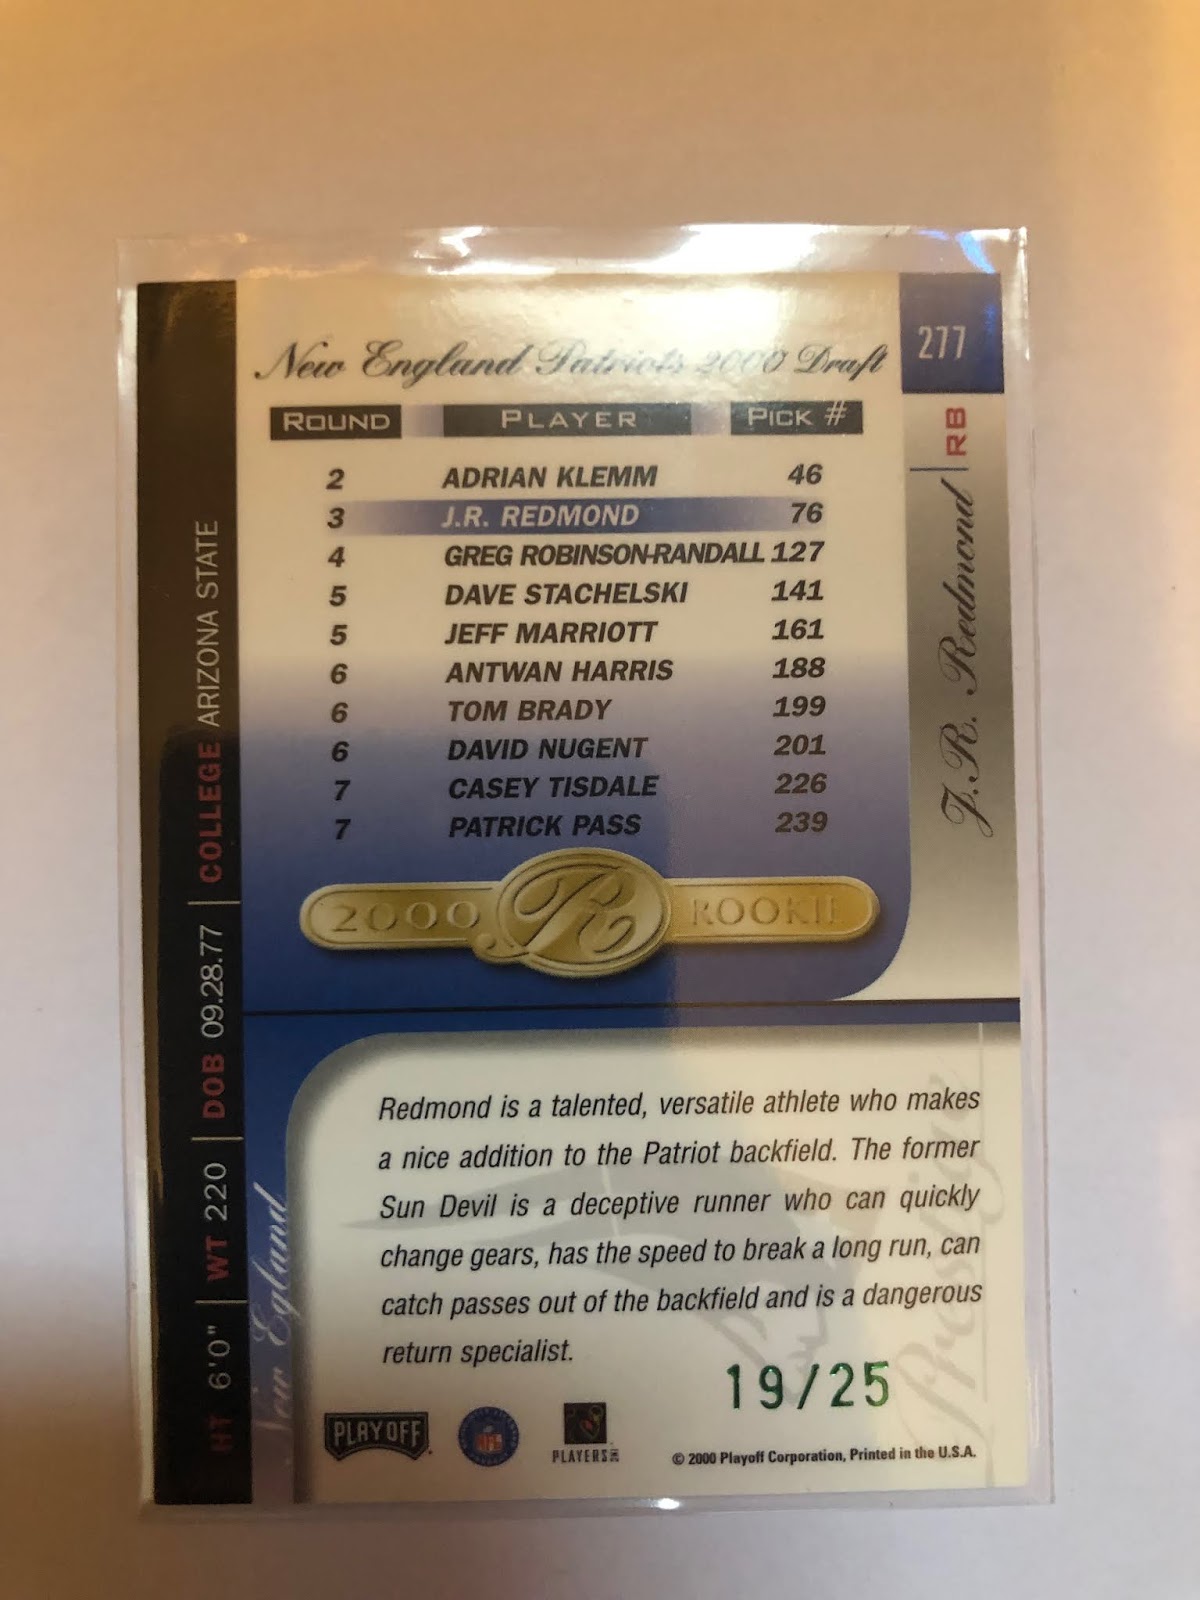 New England Patriots 2000 Draft
277
ROUND PLAYER PICK #
2 ADRIAN KLEMM 46
3 J.R. REDMOND 76
4 GREG ROBINSON-RANDALL 127
5 DAVE STACHELSKI 141
5 JEFF MARRIOTT 161
6 ANTWAN HARRIS 188
6 TOM BRADY 199
6 DAVID NUGENT 201
7 CASEY TISDALE 226
7 PATRICK PASS 239
J.R. Redmond | RB
2000 R ROOKIE
HT 6'0" | WT 220 | DOB 09.28.77 | COLLEGE ARIZONA STATE
New Egland
Redmond is a talented, versatile athlete who makes
a nice addition to the Patriot backfield. The former
Sun Devil is a deceptive runner who can quickly
change gears, has the speed to break a long run, can
catch passes out of the backfield and is a dangerous
return specialist.
Prestige
19/25
PLAYOFF
NFL
PLAYERS INC
© 2000 Playoff Corporation, Printed in the U.S.A.